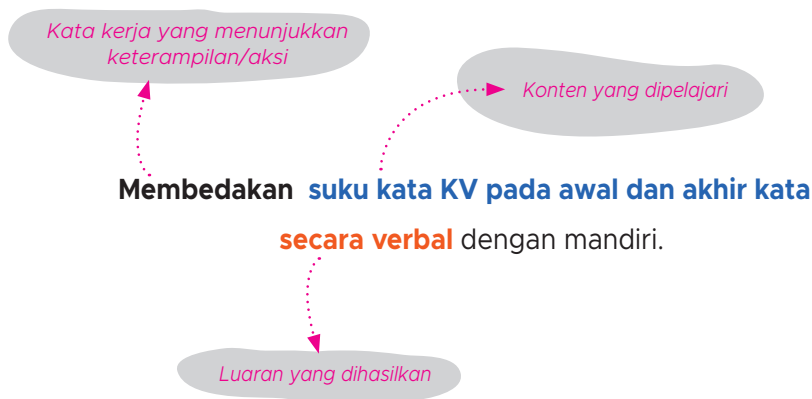 Kata kerja yang menunjukkan
keterampilan/aksi
Konten yang dipelajari
Membedakan suku kata KV pada awal dan akhir kata
secara verbal dengan mandiri.
Luaran yang dihasilkan